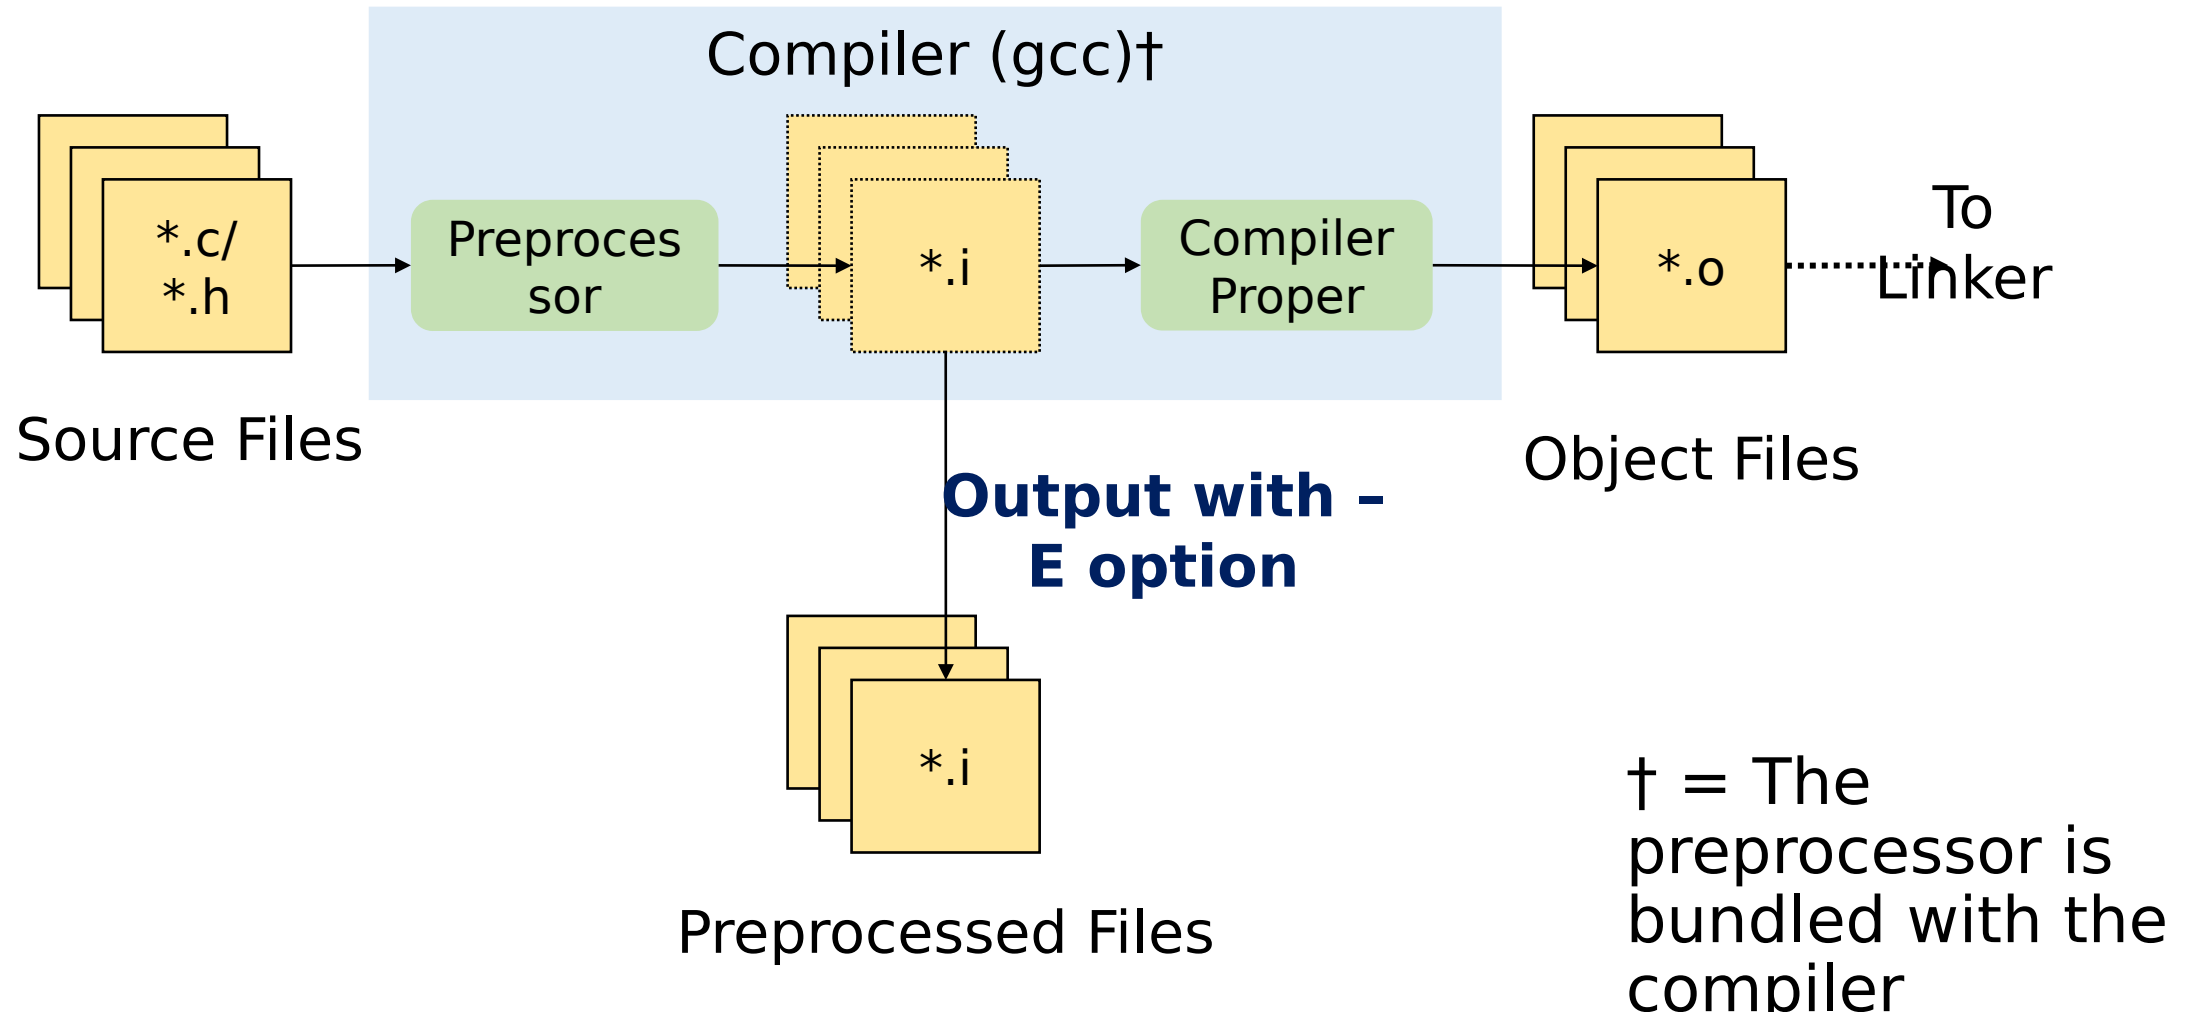 Compiler (gcc)†
*.c/
*.h
Preproces
sor
*.i
Compiler
Proper
*.o
To
Linker
Source Files
Object Files
Output with –
E option
*.i
Preprocessed Files
† = The
preprocessor is
bundled with the
compiler